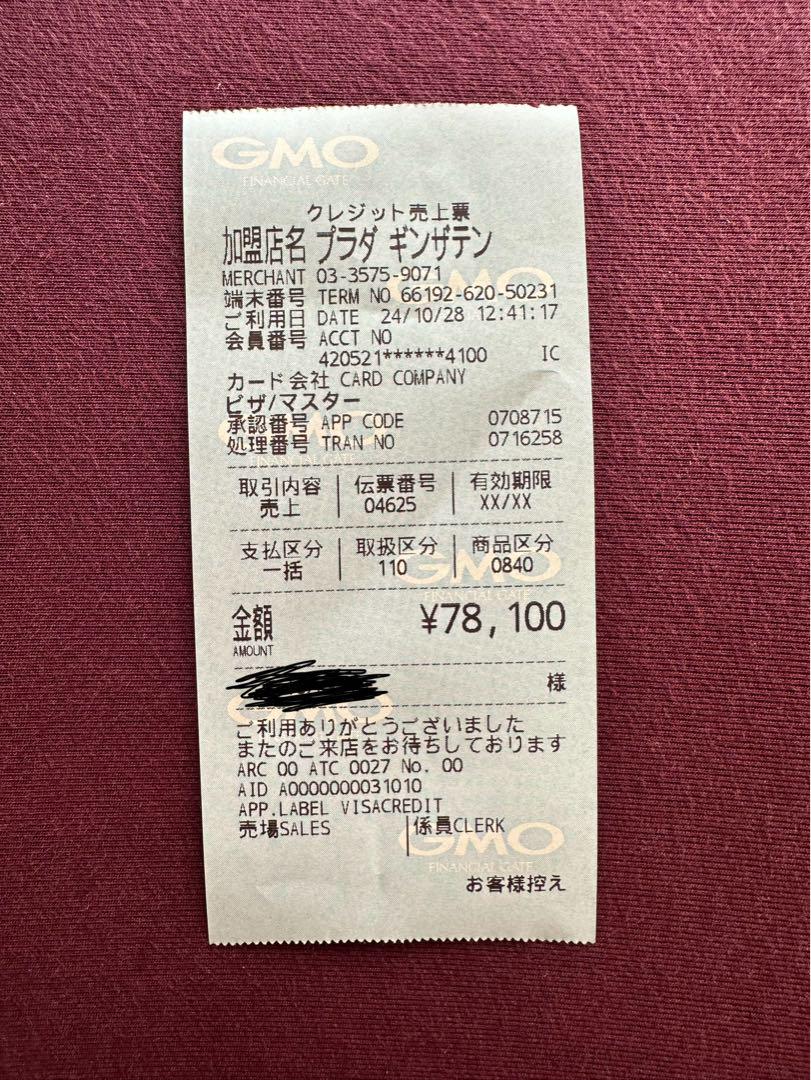 GMO
FINANCIAL GATE
クレジット売上票
加盟店名 プラダ ギンザテン
MERCHANT 03-3575-9071
端末番号 TERM NO 66192-620-50231
ご利用日 DATE 24/10/28 12:41:17
会員番号 ACCT NO
420521******4100 IC
カード会社 CARD COMPANY
ビザ/マスター
承認番号 APP CODE 0708715
処理番号 TRAN NO 0716258
取引内容 伝票番号 有効期限
売上 04625 XX/XX
支払区分 取扱区分 商品区分
一括 110 0840
金額 ¥78,100
AMOUNT
様
ご利用ありがとうございました
またのご来店をお待ちしております
ARC 00 ATC 0027 No. 00
AID A0000000031010
APP.LABEL VISACREDIT
売場SALES 係員CLERK
GMO
FINANCIAL GATE
お客様控え